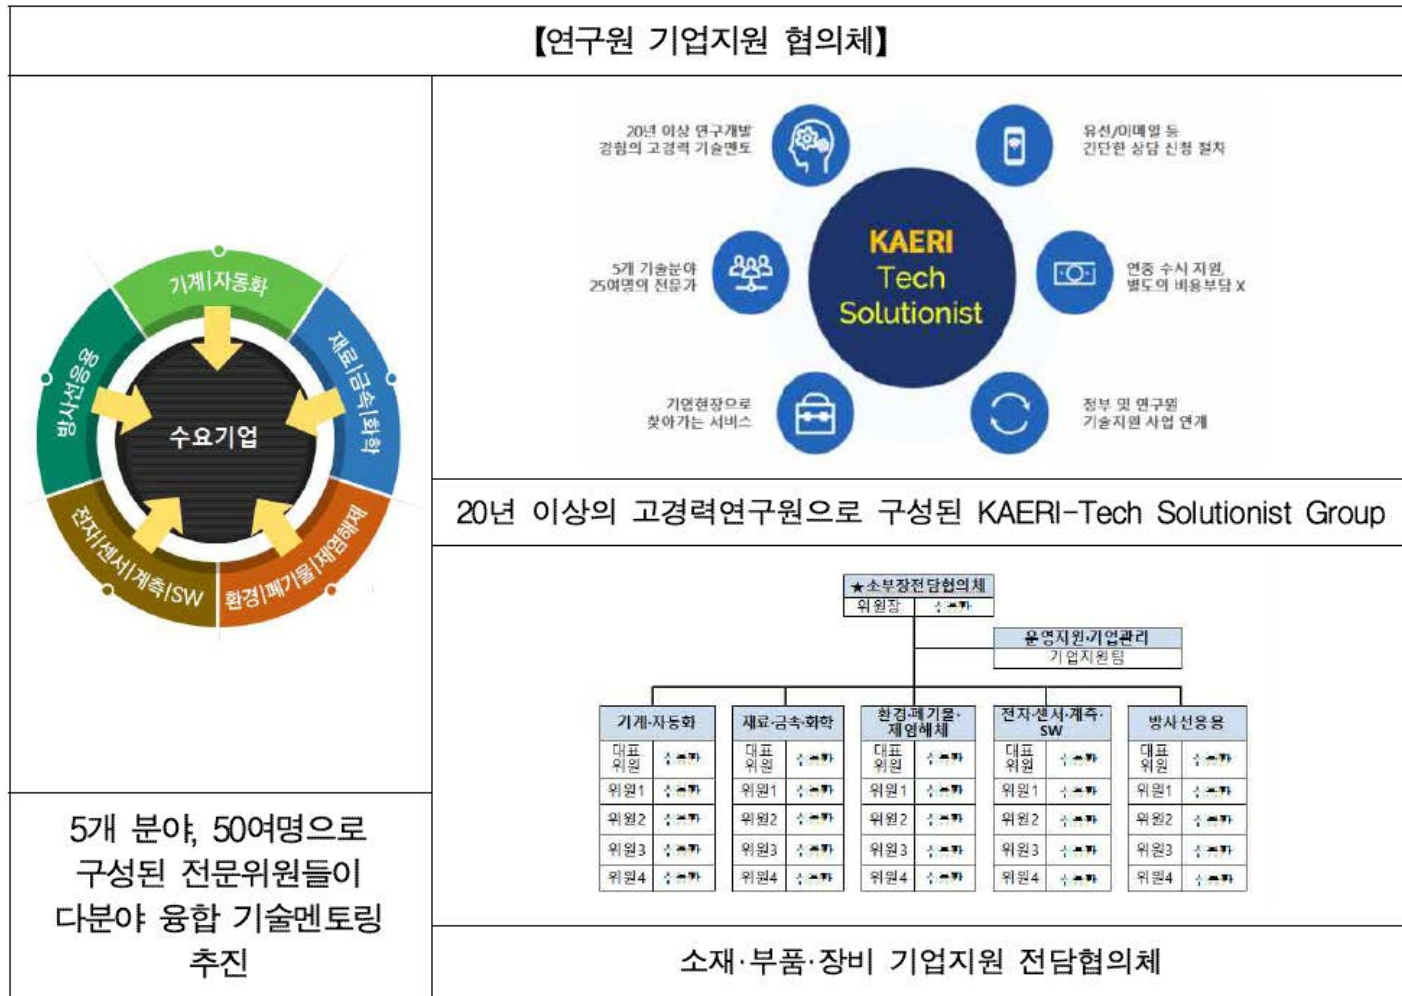 【연구원 기업지원 협의체】
기계|자동화
재료|금속|화학
환경|폐기물|제염해체
전자|센서|계측|SW
방사선응용
수요기업
5개 분야, 50여명으로
구성된 전문위원들이
다분야 융합 기술멘토링
추진
20년 이상 연구개발
경험의 고경력 기술멘토
유선/이메일 등
간단한 상담 신청 절차
5개 기술분야
25여명의 전문가
KAERI
Tech
Solutionist
연중 수시 지원,
별도의 비용부담 X
기업현장으로
찾아가는 서비스
정부 및 연구원
기술지원 사업 연계
20년 이상의 고경력연구원으로 구성된 KAERI-Tech Solutionist Group
★소부장전담협의체
위원장
운영지원·기업관리
기업지원팀
기계·자동화
대표
위원
위원1
위원2
위원3
위원4
재료·금속·화학
대표
위원
위원1
위원2
위원3
위원4
환경·폐기물·
제염해체
대표
위원
위원1
위원2
위원3
위원4
전자·센서·계측·
SW
대표
위원
위원1
위원2
위원3
위원4
방사선응용
대표
위원
위원1
위원2
위원3
위원4
소재·부품·장비 기업지원 전담협의체